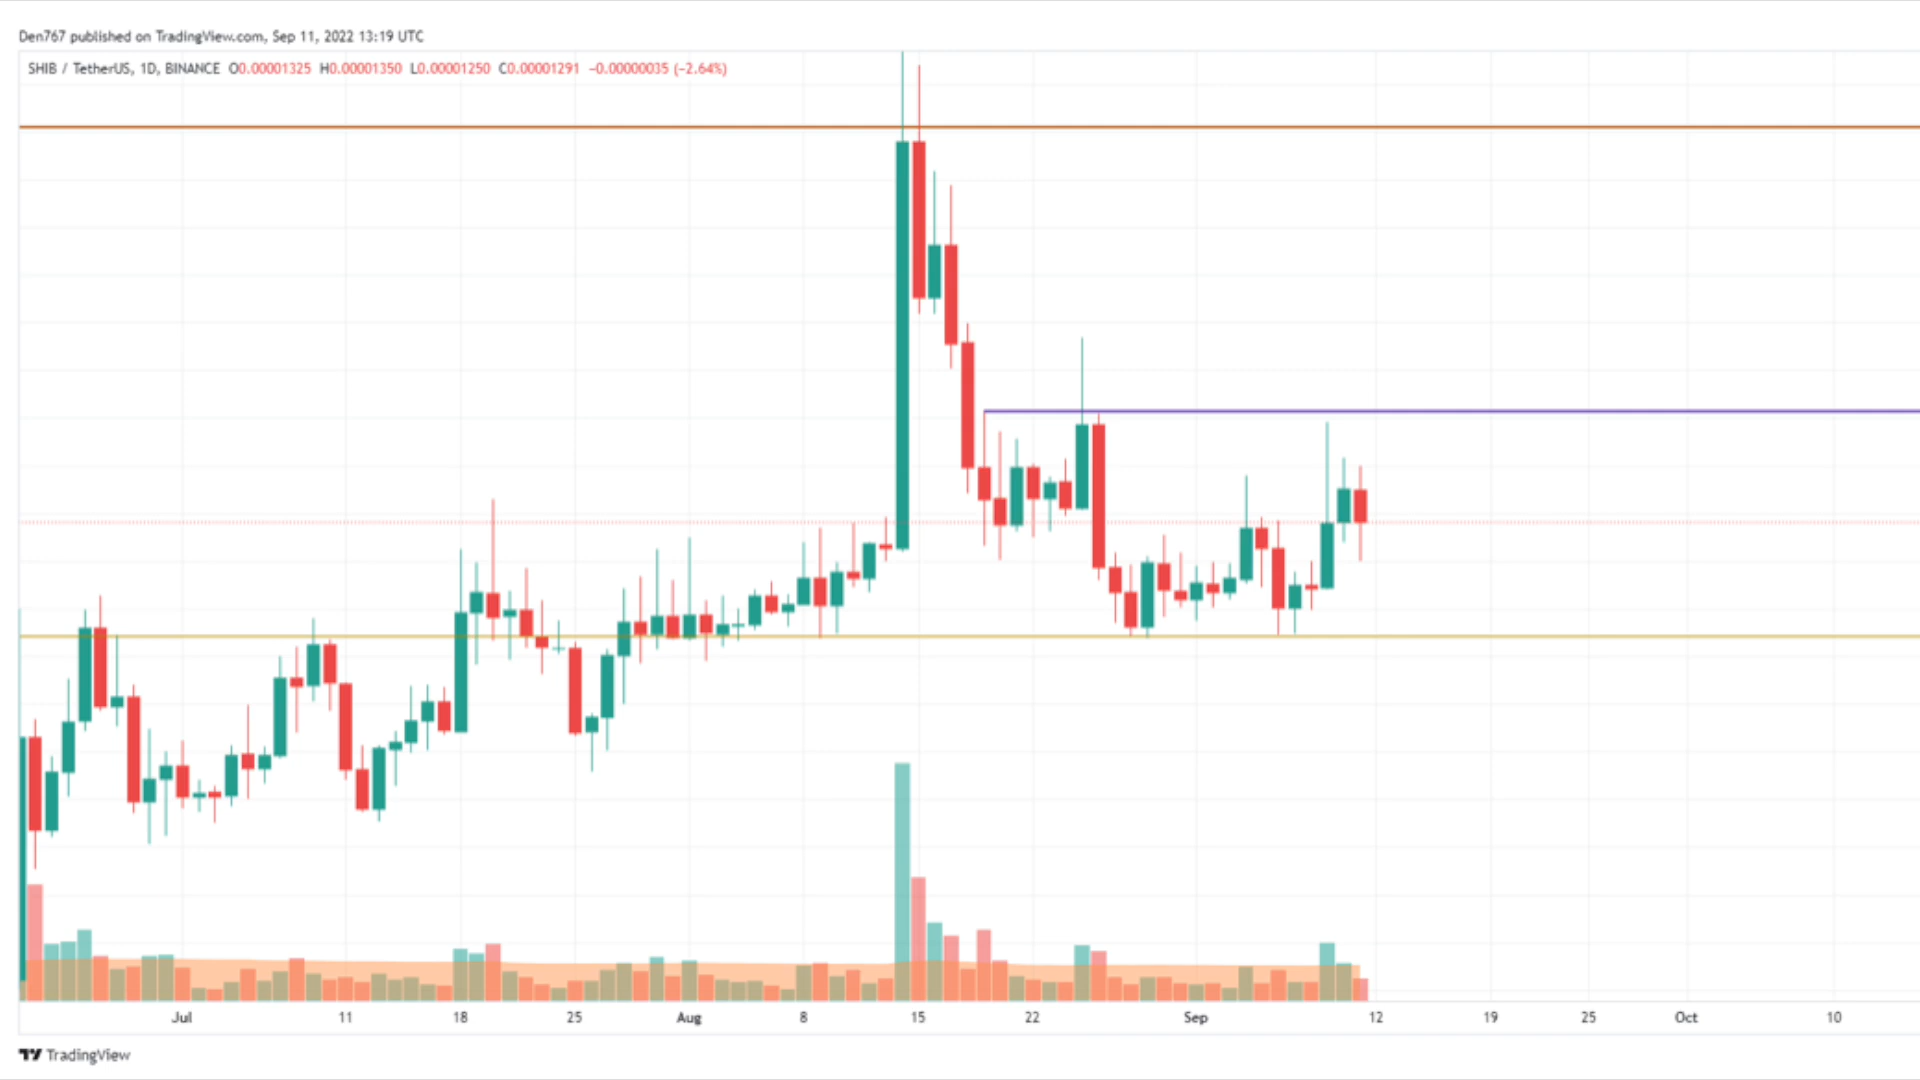 Den767 published on TradingView.com, Sep 11, 2022 13:19 UTC
SHIB / TetherUS, 1D, BINANCE O0.00001325 H0.00001350 L0.00001250 C0.00001291 −0.00000035 (−2.64%)
Jul 11 18 25 Aug 8 15 22 Sep 12 19 25 Oct 10
TradingView